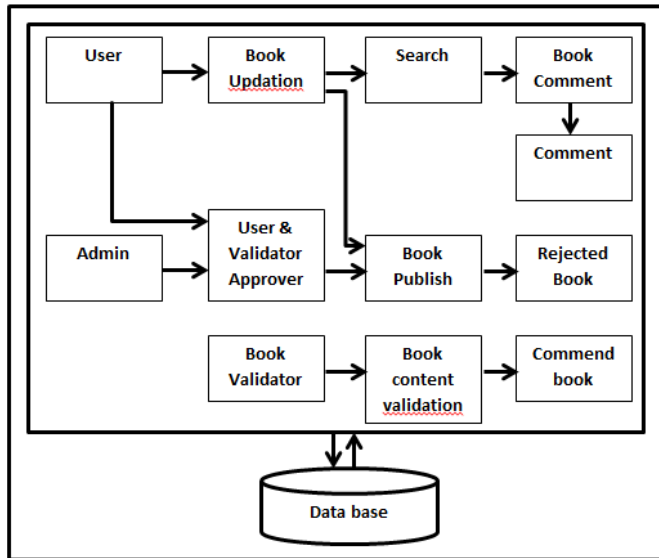 User
Book
Updation
Search
Book
Comment
Comment
Admin
User &
Validator
Approver
Book
Publish
Rejected
Book
Book
Validator
Book
content
validation
Commend
book
Data base